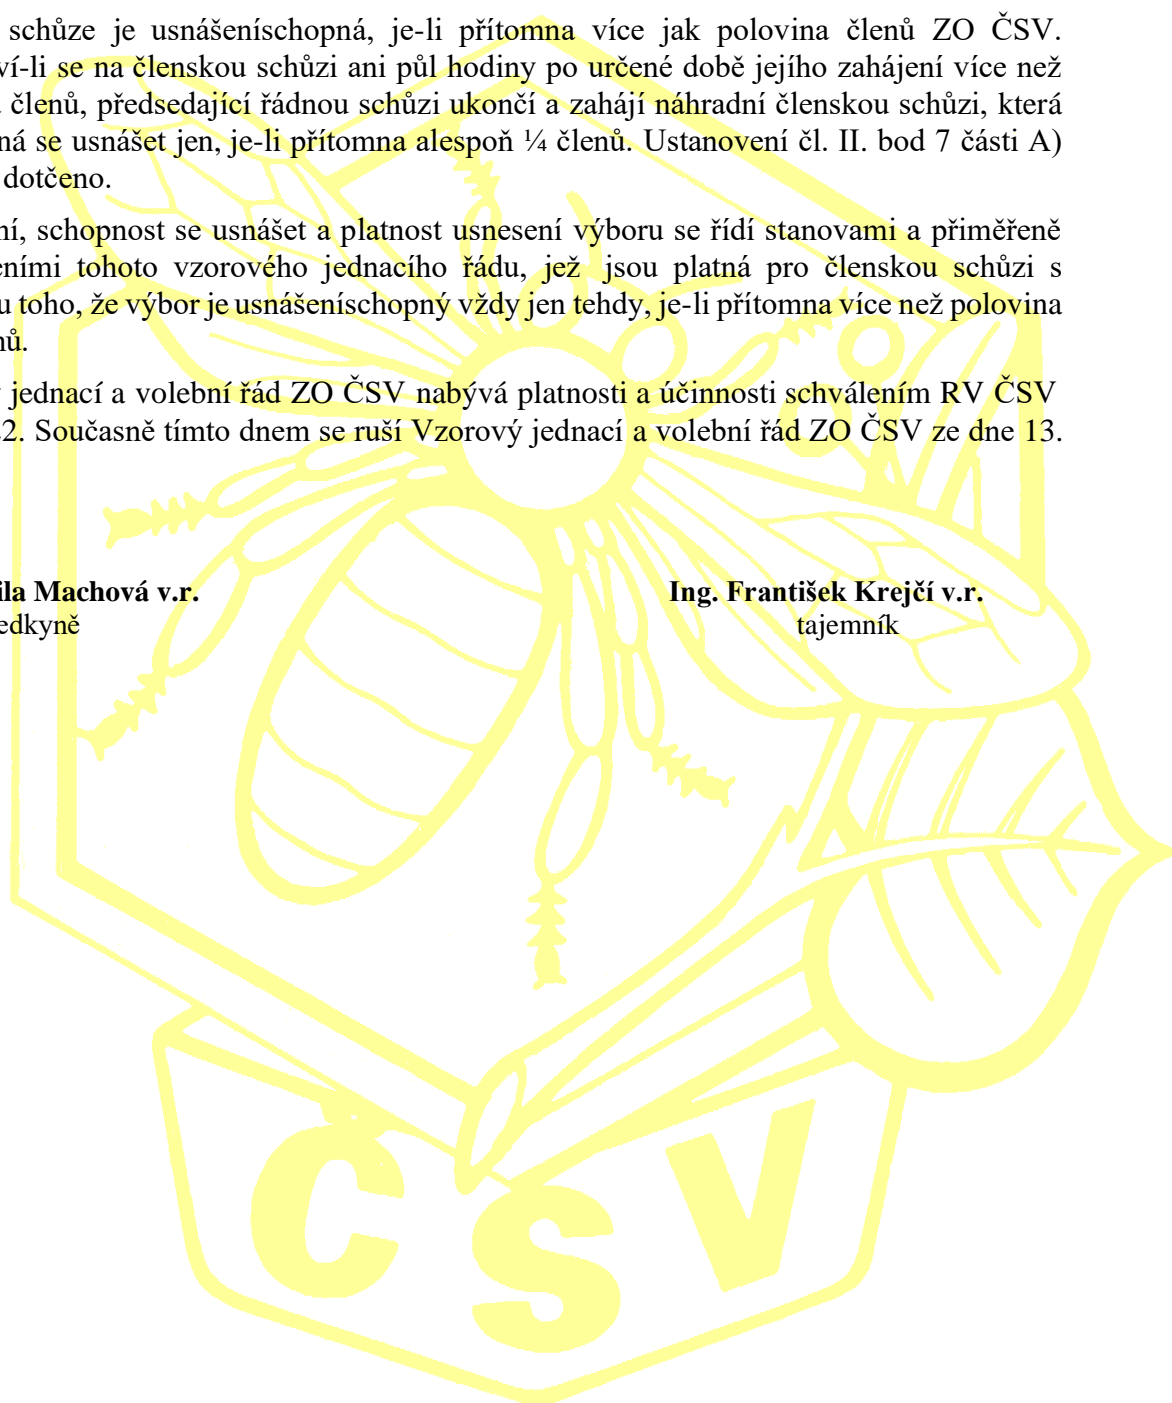 schůze je usnášeníschopná, je-li přítomna více jak polovina členů ZO ČSV.
ví-li se na členskou schůzi ani půl hodiny po určené době jejího zahájení více než
členů, předsedající řádnou schůzi ukončí a zahájí náhradní členskou schůzi, která
ná se usnášet jen, je-li přítomna alespoň ¼ členů. Ustanovení čl. II. bod 7 části A)
dotčeno.
ní, schopnost se usnášet a platnost usnesení výboru se řídí stanovami a přiměřeně
eními tohoto vzorového jednacího řádu, jež jsou platná pro členskou schůzi s
u toho, že výbor je usnášeníschopný vždy jen tehdy, je-li přítomna více než polovina
nů.
jednací a volební řád ZO ČSV nabývá platnosti a účinnosti schválením RV ČSV
2. Současně tímto dnem se ruší Vzorový jednací a volební řád ZO ČSV ze dne 13.
ila Machová v.r. Ing. František Krejčí v.r.
edkyně tajemník
ČSV